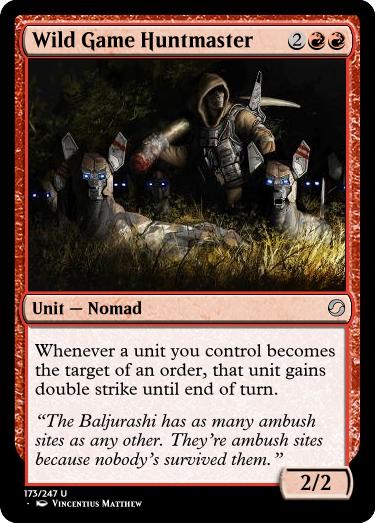 Wild Game Huntmaster 2
Unit — Nomad
Whenever a unit you control becomes
the target of an order, that unit gains
double strike until end of turn.
“The Baljurashi has as many ambush
sites as any other. They’re ambush sites
because nobody’s survived them.”
2/2
173/247 U
· Vincentius Matthew